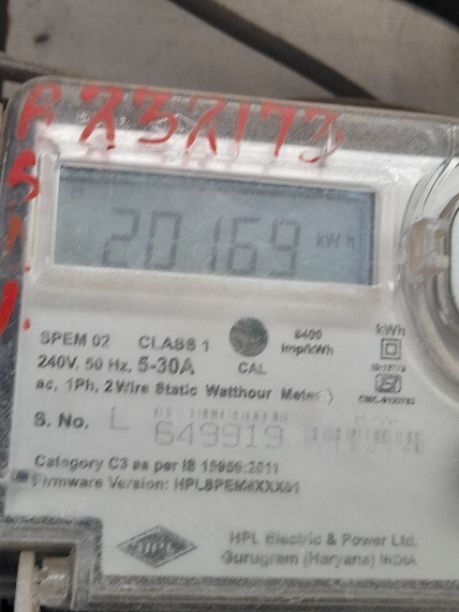 20169 kWh
SPEM 02 CLASS 1 6400 kWh
240V, 50 Hz, 5-30A imp/kWh
CAL
ac, 1Ph, 2Wire Static Watthour Meter
S. No. L 649919
Category C3 as per IS 15959:2011
Firmware Version:
HPL
HPL Electric & Power Ltd.
Gurugram (Haryana) INDIA